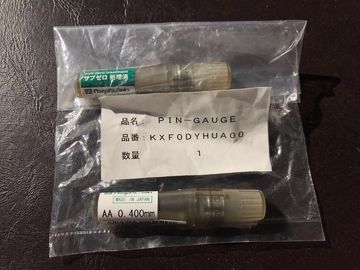 サブゼロ処理済
品名: PIN-GAUGE
品番: KXF0DYHUA00
数量 1
MADE IN JAPAN
AA 0.400mm